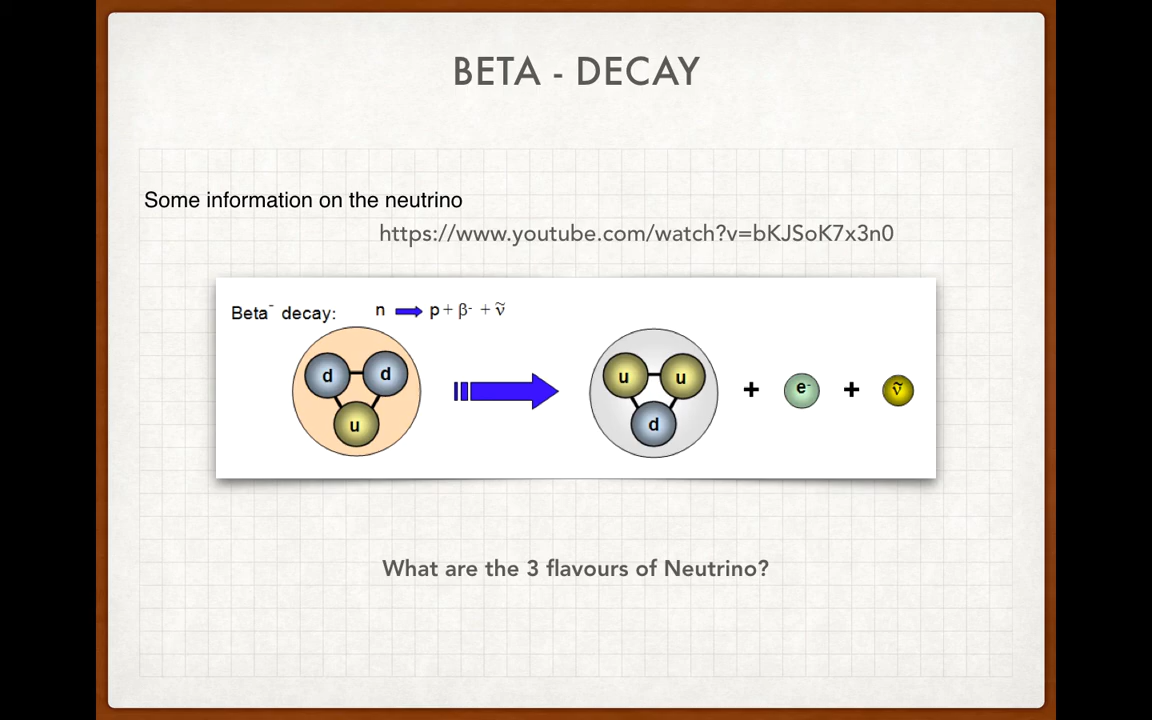 BETA - DECAY
Some information on the neutrino
https://www.youtube.com/watch?v=bKJSoK7x3n0
Beta⁻ decay: n p + β⁻ + ν̃
d d u u e⁻ ν̃
u d
+ +
What are the 3 flavours of Neutrino?